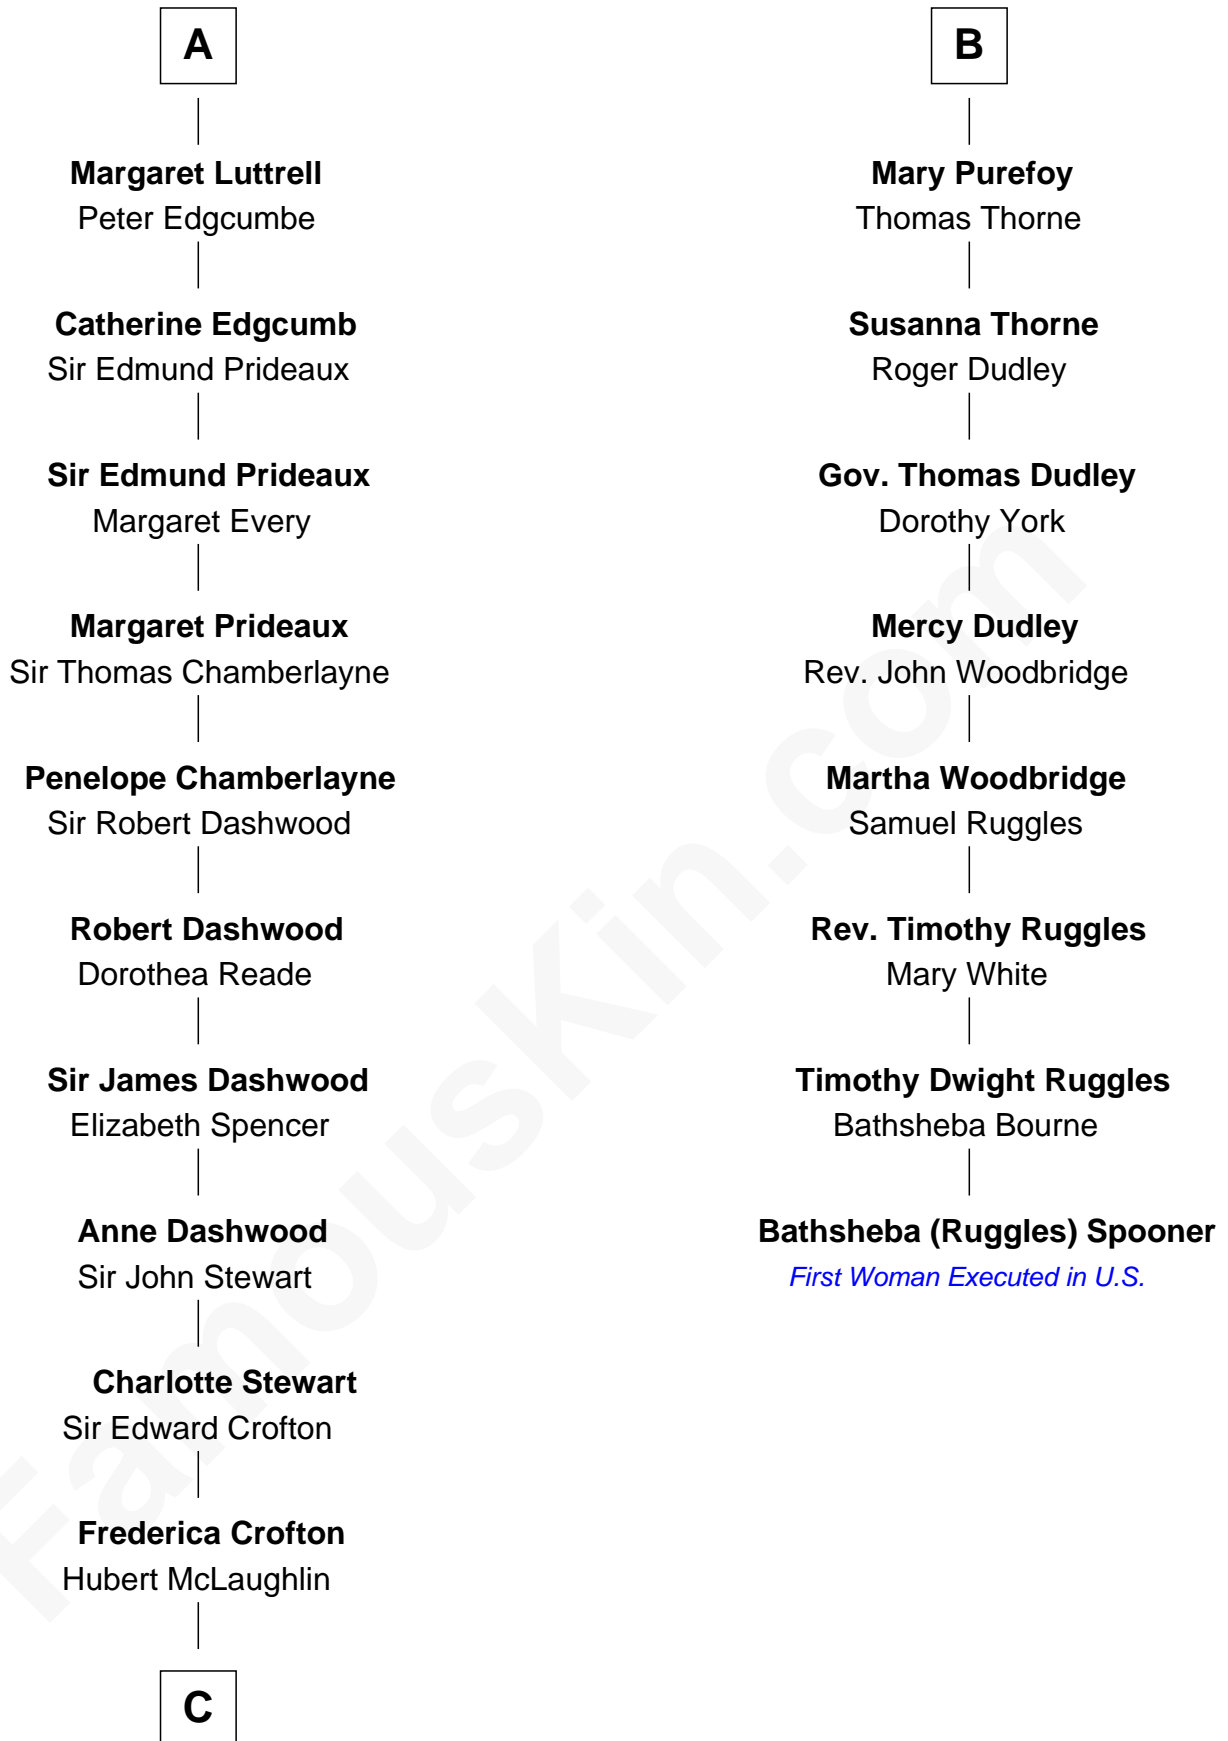 A
Margaret Luttrell
Peter Edgcumbe
Catherine Edgcumb
Sir Edmund Prideaux
Sir Edmund Prideaux
Margaret Every
Margaret Prideaux
Sir Thomas Chamberlayne
Penelope Chamberlayne
Sir Robert Dashwood
Robert Dashwood
Dorothea Reade
Sir James Dashwood
Elizabeth Spencer
Anne Dashwood
Sir John Stewart
Charlotte Stewart
Sir Edward Crofton
Frederica Crofton
Hubert McLaughlin
C
B
Mary Purefoy
Thomas Thorne
Susanna Thorne
Roger Dudley
Gov. Thomas Dudley
Dorothy York
Mercy Dudley
Rev. John Woodbridge
Martha Woodbridge
Samuel Ruggles
Rev. Timothy Ruggles
Mary White
Timothy Dwight Ruggles
Bathsheba Bourne
Bathsheba (Ruggles) Spooner
First Woman Executed in U.S.
FamousKin.com